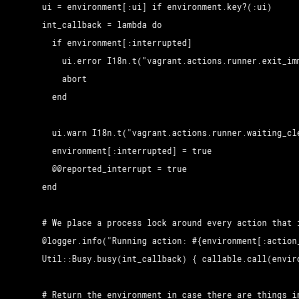 ui = environment[:ui] if environment.key?(:ui)
int_callback = lambda do
if environment[:interrupted]
ui.error I18n.t("vagrant.actions.runner.exit_im
abort
end
ui.warn I18n.t("vagrant.actions.runner.waiting_cle
environment[:interrupted] = true
@@reported_interrupt = true
end
# We place a process lock around every action that i
@logger.info("Running action: #{environment[:action_
Util::Busy.busy(int_callback) { callable.call(enviro
# Return the environment in case there are things in